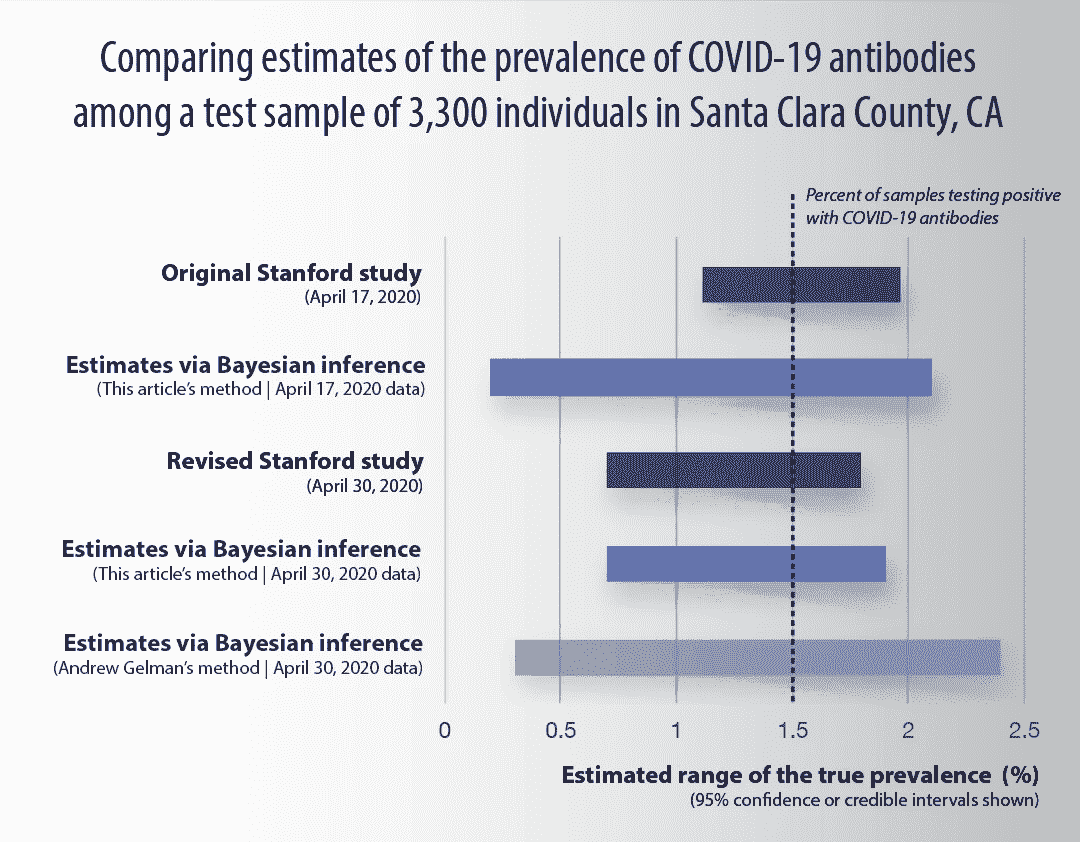 Comparing estimates of the prevalence of COVID-19 antibodies
among a test sample of 3,300 individuals in Santa Clara County, CA
Percent of samples testing positive
with COVID-19 antibodies
Original Stanford study
(April 17, 2020)
Estimates via Bayesian inference
(This article's method | April 17, 2020 data)
Revised Stanford study
(April 30, 2020)
Estimates via Bayesian inference
(This article's method | April 30, 2020 data)
Estimates via Bayesian inference
(Andrew Gelman's method | April 30, 2020 data)
0 0.5 1 1.5 2 2.5
Estimated range of the true prevalence (%)
(95% confidence or credible intervals shown)